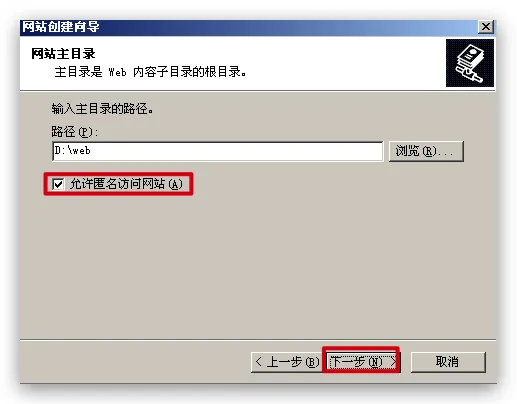 网站创建向导
网站主目录
主目录是 Web 内容子目录的根目录。
输入主目录的路径。
路径(P):
D:\web
浏览(R)...
允许匿名访问网站(A)
< 上一步(B)
下一步(N) >
取消